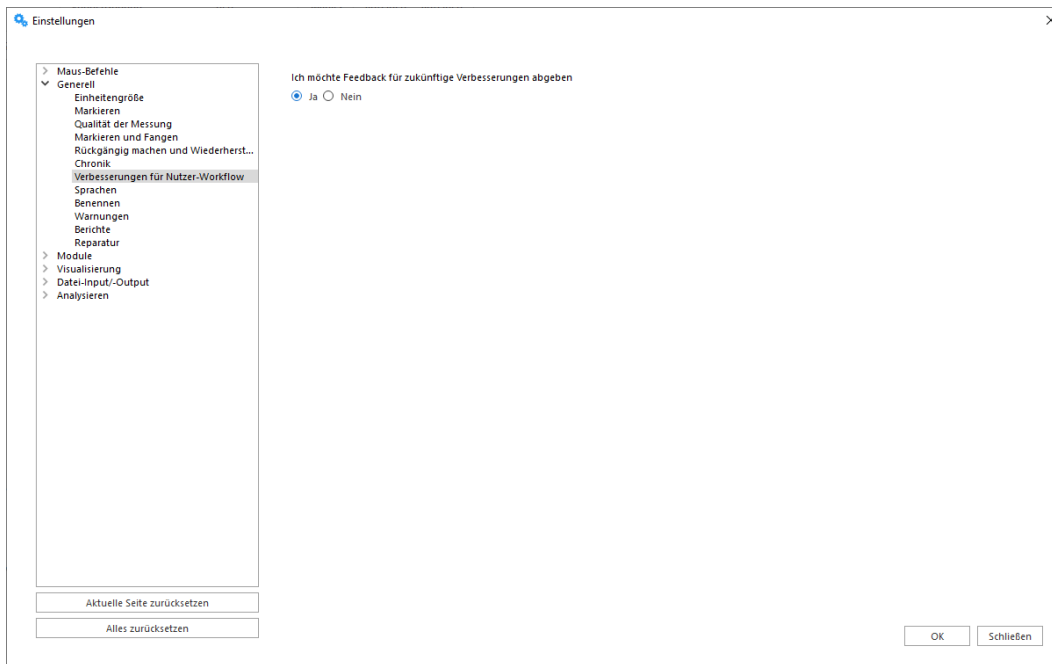 Einstellungen
Maus-Befehle
Generell
Einheitengröße
Markieren
Qualität der Messung
Markieren und Fangen
Rückgängig machen und Wiederherst...
Chronik
Verbesserungen für Nutzer-Workflow
Sprachen
Benennen
Warnungen
Berichte
Reparatur
Module
Visualisierung
Datei-Input/-Output
Analysieren
Aktuelle Seite zurücksetzen
Alles zurücksetzen
Ich möchte Feedback für zukünftige Verbesserungen abgeben
Ja Nein
OK Schließen